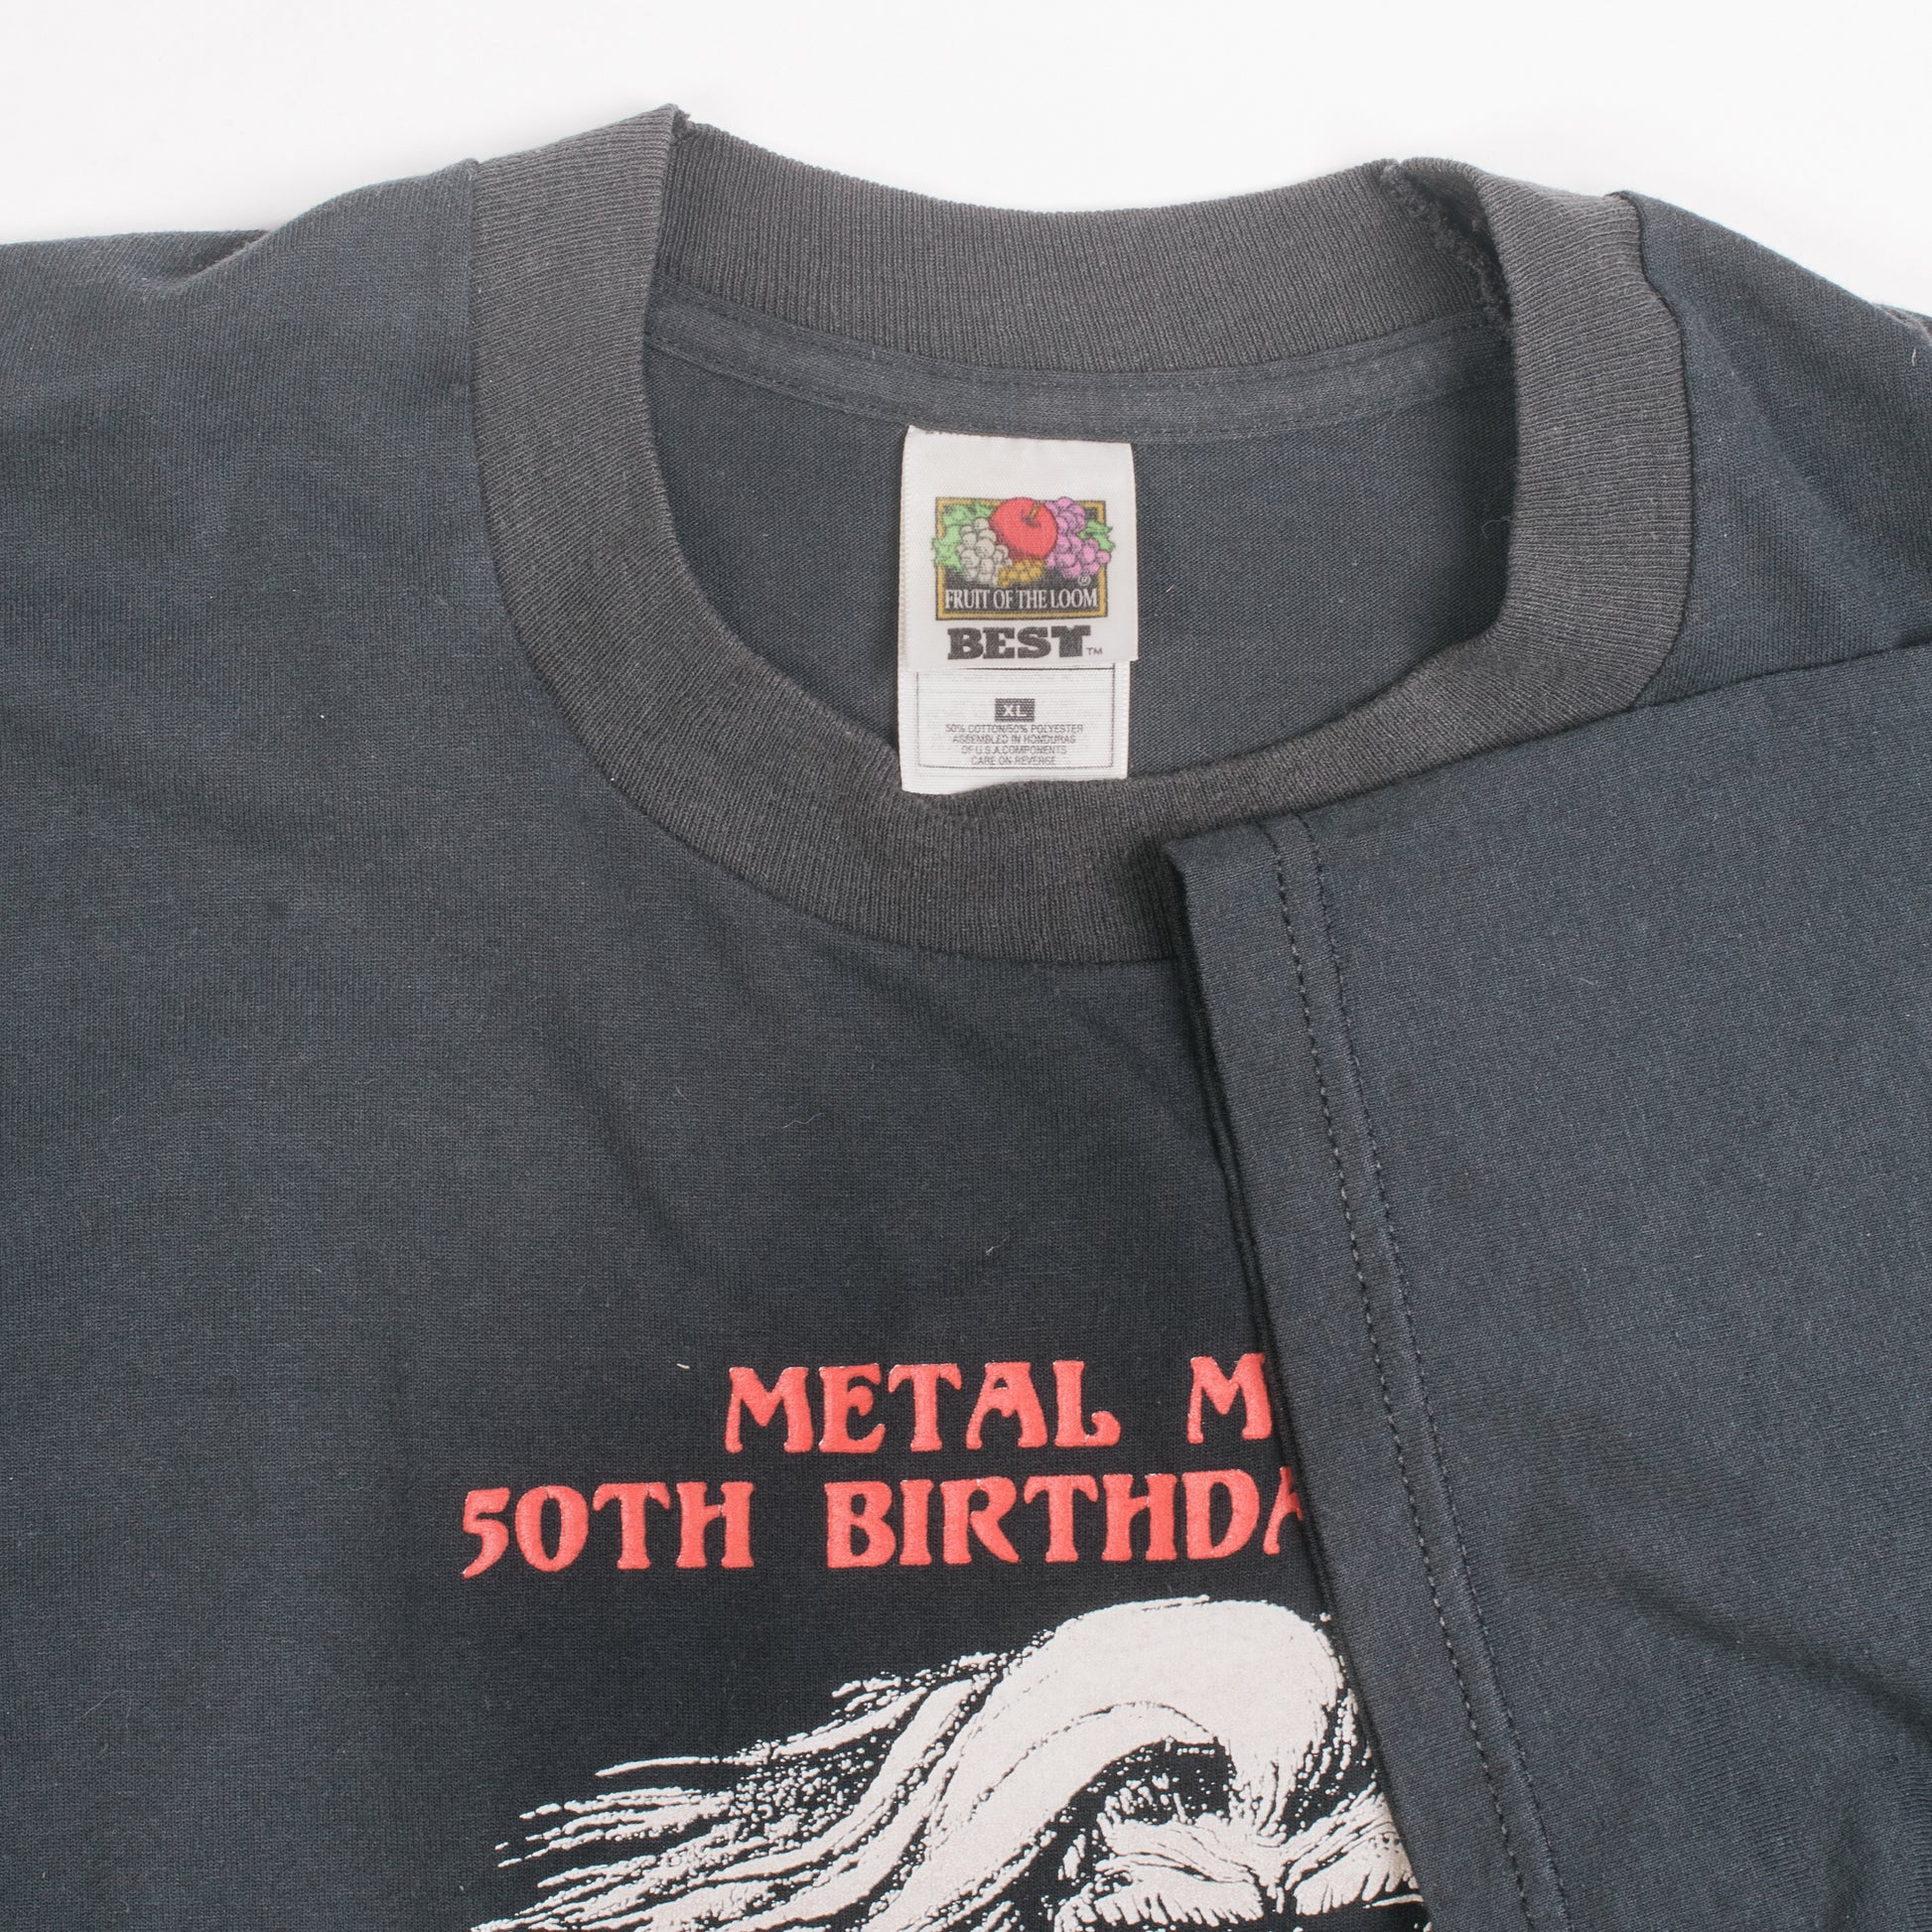 FRUIT OF THE LOOM
BEST™
XL
50% COTTON/50% POLYESTER
ASSEMBLED IN HONDURAS
OF U.S.A. COMPONENTS
CARE ON REVERSE
METAL M
50TH BIRTHDA